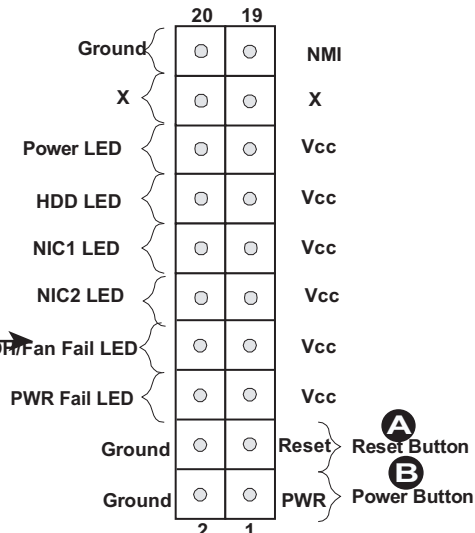 20 19
Ground NMI
X X
Power LED Vcc
HDD LED Vcc
NIC1 LED Vcc
NIC2 LED Vcc
/Fan Fail LED Vcc
PWR Fail LED Vcc
A
Ground Reset Reset Button
B
Ground PWR Power Button
2 1